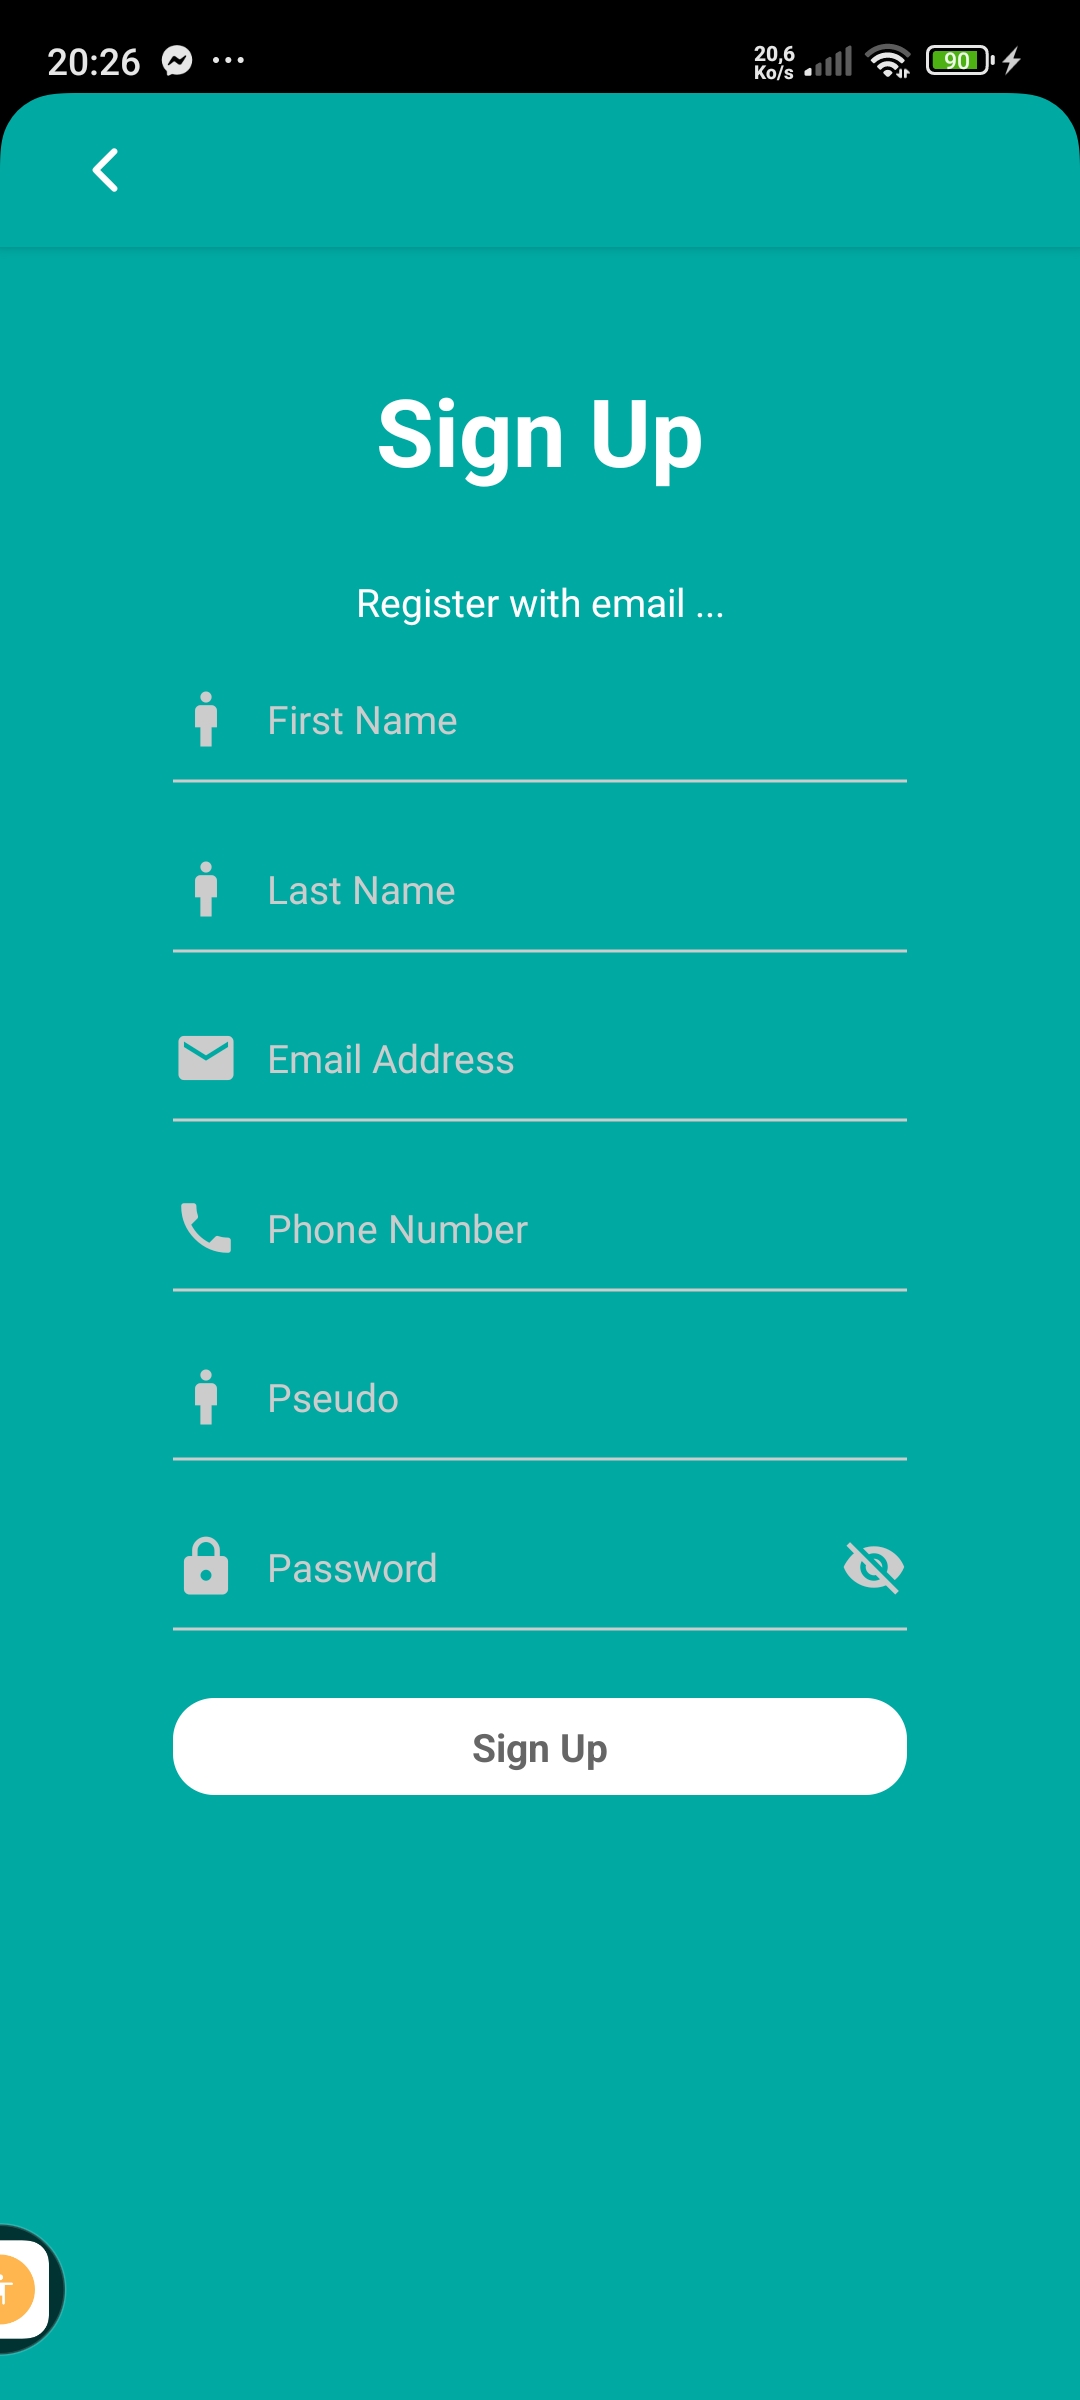 20:26 ... 20,6 Ko/s 90
Sign Up
Register with email ...
First Name
Last Name
Email Address
Phone Number
Pseudo
Password
Sign Up